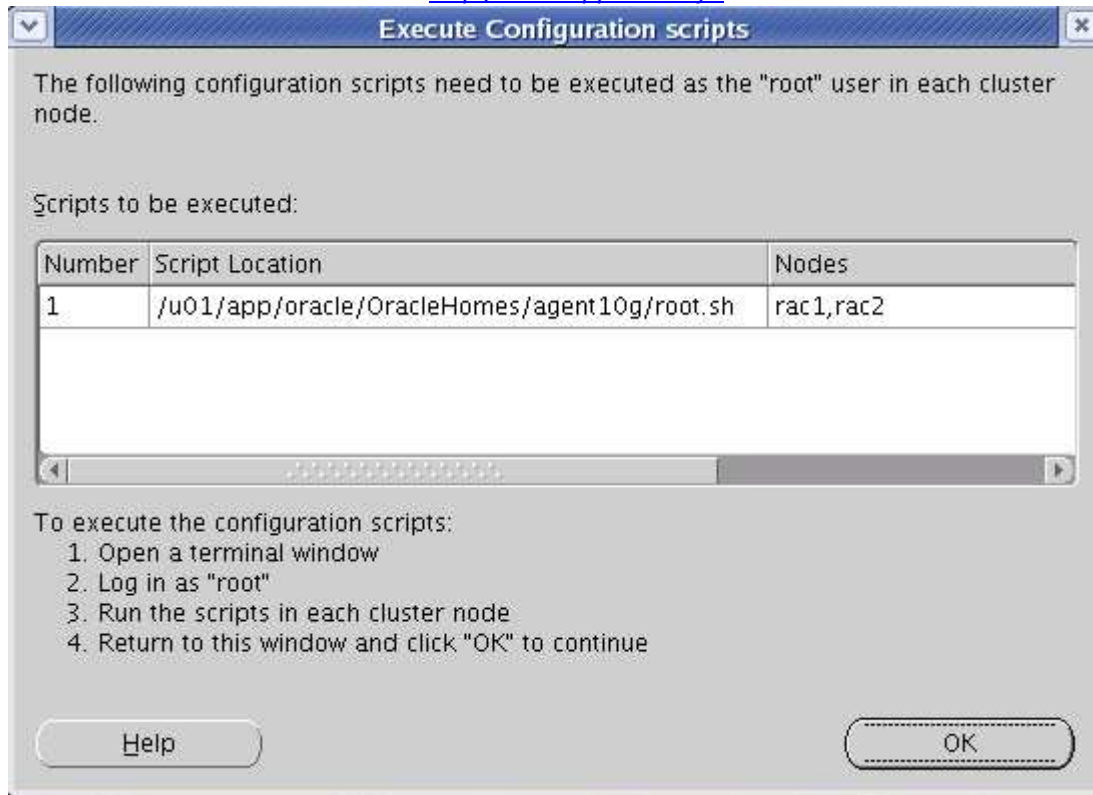 Execute Configuration scripts
The following configuration scripts need to be executed as the "root" user in each cluster
node.
Scripts to be executed:
Number Script Location Nodes
1 /u01/app/oracle/OracleHomes/agent10g/root.sh rac1,rac2
To execute the configuration scripts:
1. Open a terminal window
2. Log in as "root"
3. Run the scripts in each cluster node
4. Return to this window and click "OK" to continue
Help OK